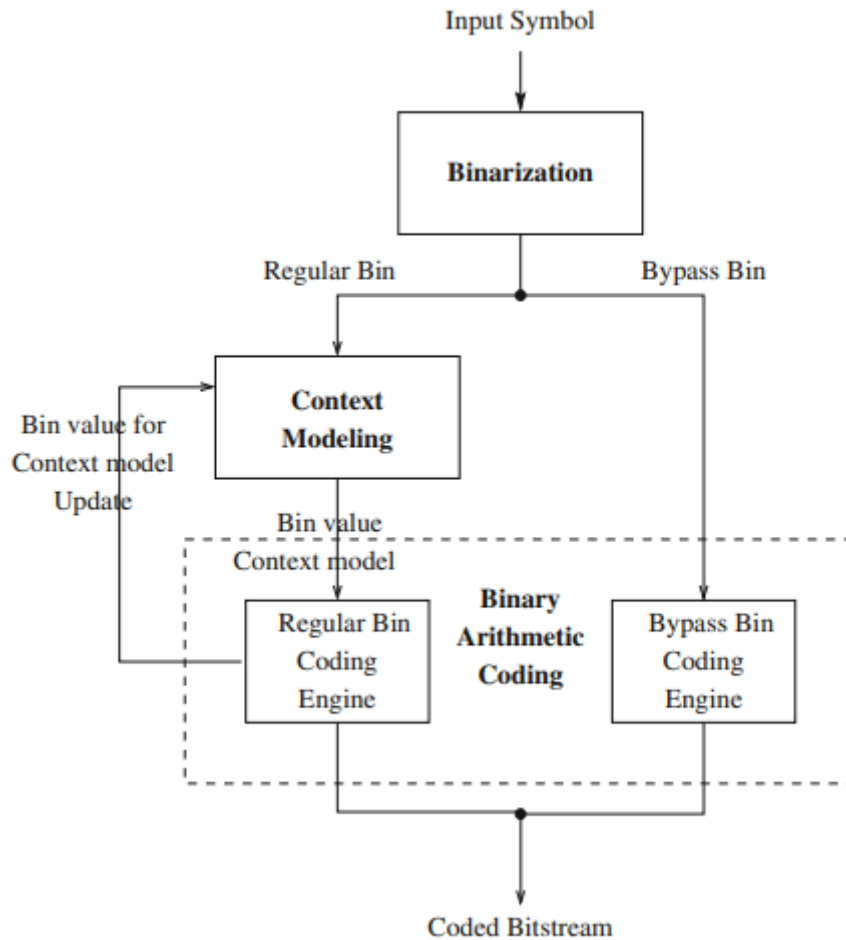 Input Symbol
Binarization
Regular Bin
Bypass Bin
Context
Modeling
Bin value for
Context model
Update
Bin value
Context model
Binary
Arithmetic
Coding
Regular Bin
Coding
Engine
Bypass Bin
Coding
Engine
Coded Bitstream